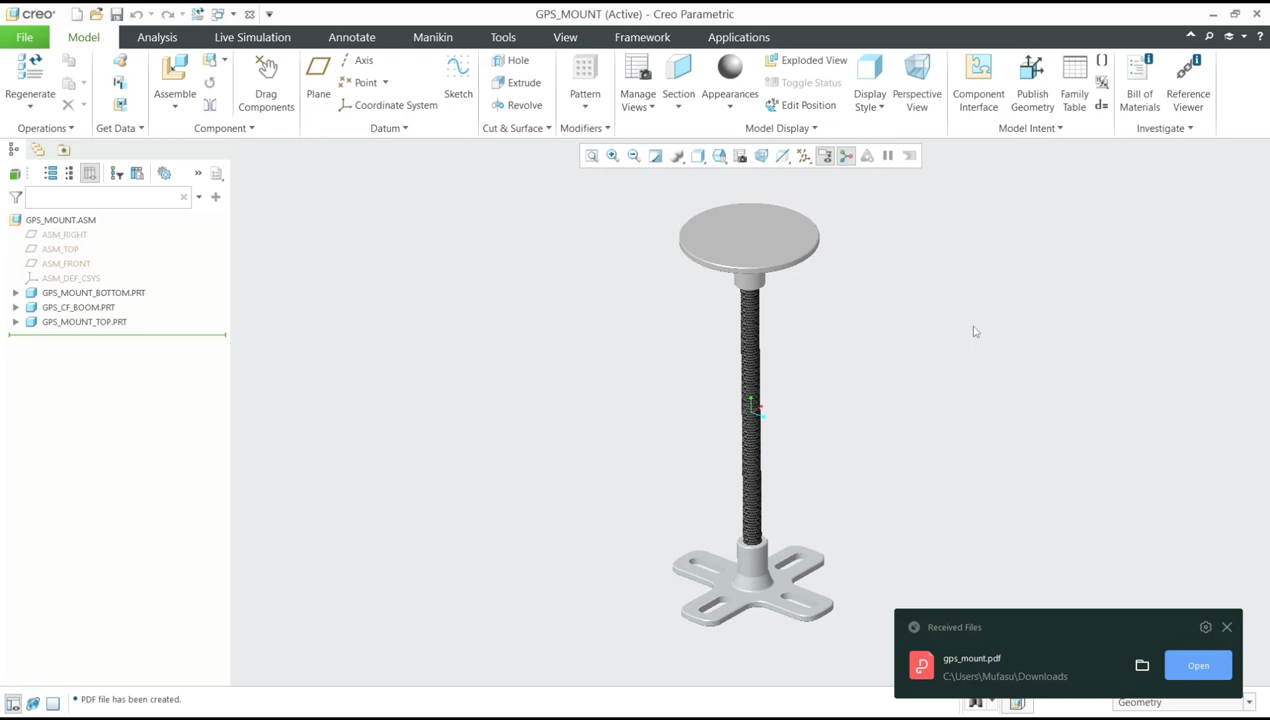 creo°
GPS_MOUNT (Active) - Creo Parametric
File
Model
Analysis
Live Simulation
Annotate
Manikin
Tools
View
Framework
Applications
Regenerate
Operations
Get Data
Assemble
Drag
Components
Component
Plane
Axis
Point
Coordinate System
Sketch
Datum
Hole
Extrude
Revolve
Cut & Surface
Pattern
Modifiers
Manage
Views
Section
Appearances
Exploded View
Toggle Status
Edit Position
Display
Style
Perspective
View
Model Display
Component
Interface
Publish
Geometry
Family
Table
Model Intent
Bill of
Materials
Reference
Viewer
Investigate
GPS_MOUNT.ASM
ASM_RIGHT
ASM_TOP
ASM_FRONT
ASM_DEF_CSYS
GPS_MOUNT_BOTTOM.PRT
GPS_CF_BOOM.PRT
GPS_MOUNT_TOP.PRT
Received Files
gps_mount.pdf
C:\Users\Mufasu\Downloads
Open
• PDF file has been created.
Geometry